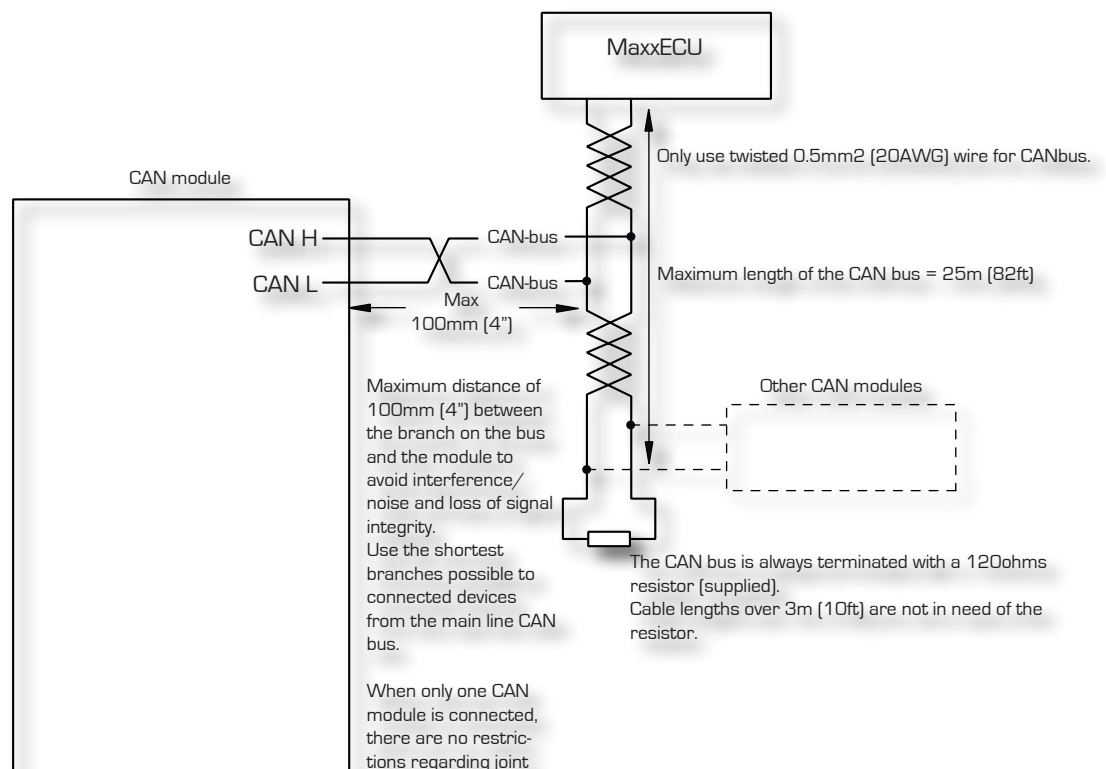 MaxxECU
Only use twisted 0.5mm2 (20AWG) wire for CANbus.
CAN module
CAN H
CAN-bus
CAN L
CAN-bus
Max
100mm (4")
Maximum length of the CAN bus = 25m (82ft)
Maximum distance of
100mm (4") between
the branch on the bus
and the module to
avoid interference/
noise and loss of signal
integrity.
Use the shortest
branches possible to
connected devices
from the main line CAN
bus.
When only one CAN
module is connected,
there are no restric-
tions regarding joint
Other CAN modules
The CAN bus is always terminated with a 120ohms
resistor (supplied).
Cable lengths over 3m (10ft) are not in need of the
resistor.